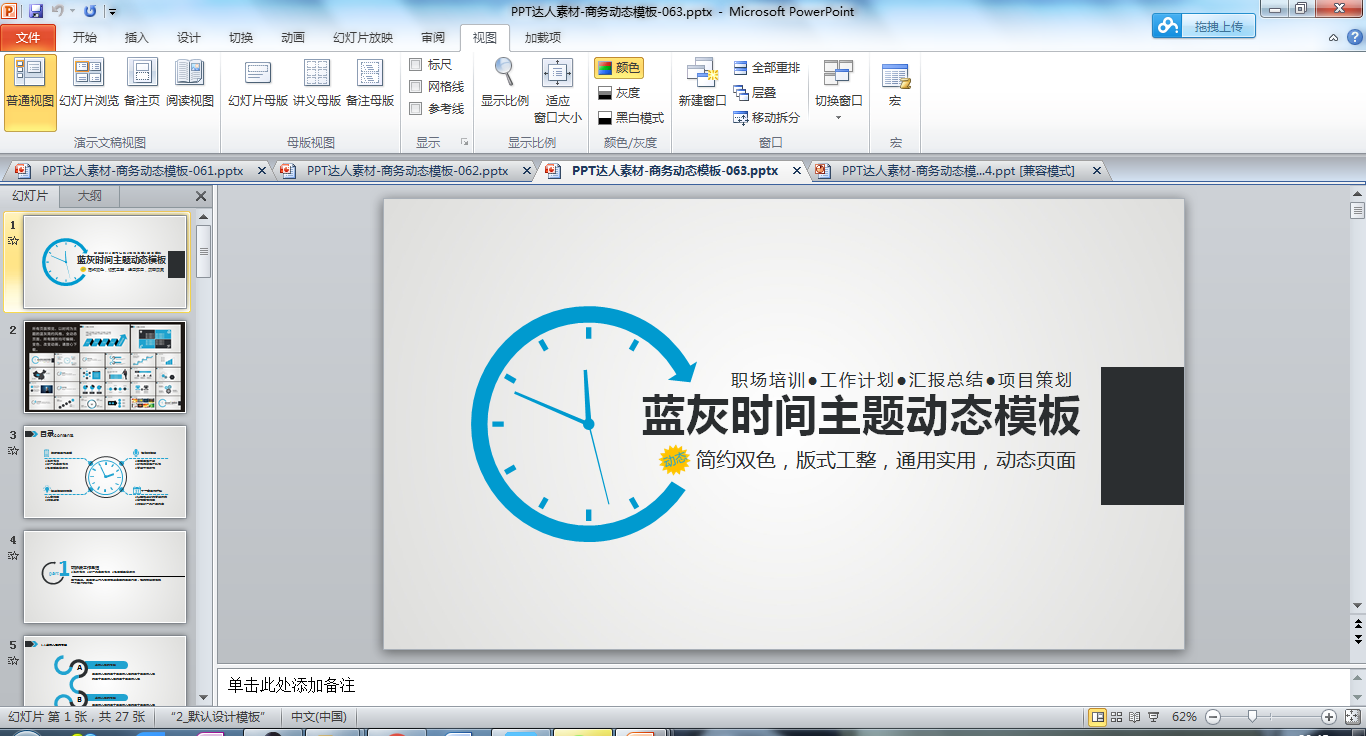 PPT达人素材-商务动态模板-063.pptx - Microsoft PowerPoint
文件 开始 插入 设计 切换 动画 幻灯片放映 审阅 视图 加载项
拖拽上传
普通视图 幻灯片浏览 备注页 阅读视图
演示文稿视图
幻灯片母版 讲义母版 备注母版
母版视图
标尺
网格线
参考线
显示
显示比例 适应
窗口大小
显示比例
颜色
灰度
黑白模式
颜色/灰度
新建窗口
全部重排
层叠
移动拆分
切换窗口
窗口
宏
宏
PPT达人素材-商务动态模板-061.pptx
PPT达人素材-商务动态模板-062.pptx
PPT达人素材-商务动态模板-063.pptx
PPT达人素材-商务动态模...4.ppt [兼容模式]
幻灯片 大纲
1
蓝灰时间主题动态模板
2
3
目录
4
1
5
A
B
职场培训●工作计划●汇报总结●项目策划
蓝灰时间主题动态模板
动态
简约双色，版式工整，通用实用，动态页面
单击此处添加备注
幻灯片 第 1 张，共 27 张 “2_默认设计模板” 中文(中国) 62%